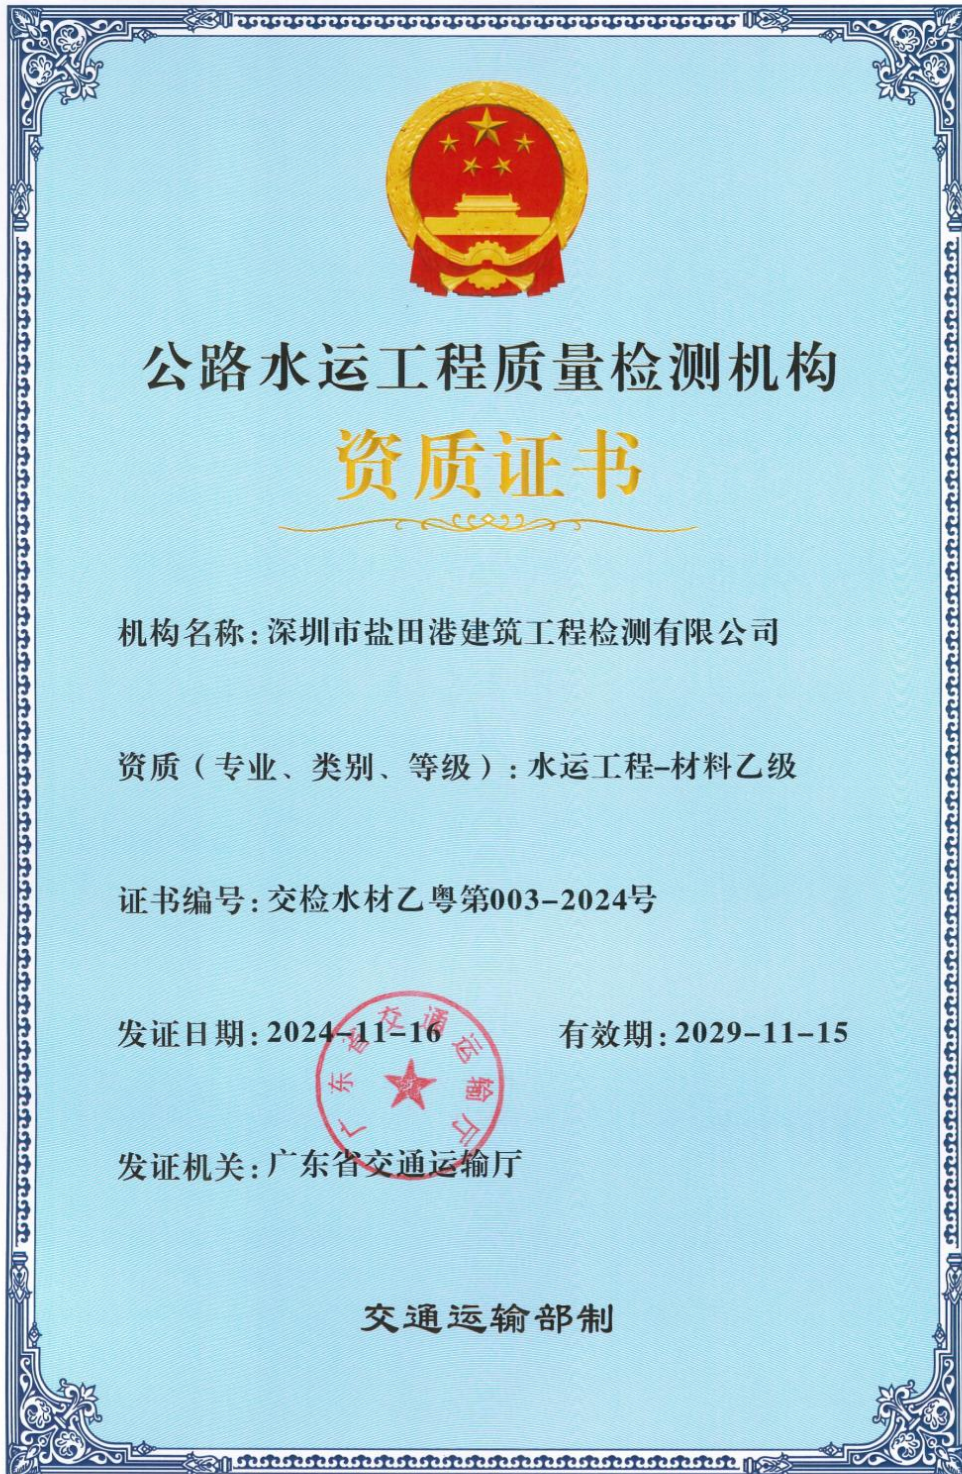 公路水运工程质量检测机构
资质证书
机构名称:深圳市盐田港建筑工程检测有限公司
资质（专业、类别、等级）:水运工程-材料乙级
证书编号:交检水材乙粤第003-2024号
发证日期:2024-11-16 有效期:2029-11-15
广东省交通运输厅
发证机关:广东省交通运输厅
交通运输部制